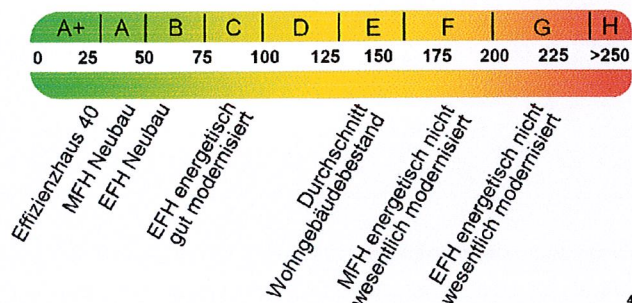 A+ A B C D E F G H
0 25 50 75 100 125 150 175 200 225 >250
Effizienzhaus 40
MFH Neubau
EFH Neubau
EFH energetisch
gut modernisiert
Durchschnitt
Wohngebäudebestand
MFH energetisch nicht
wesentlich modernisiert
EFH energetisch nicht
wesentlich modernisiert